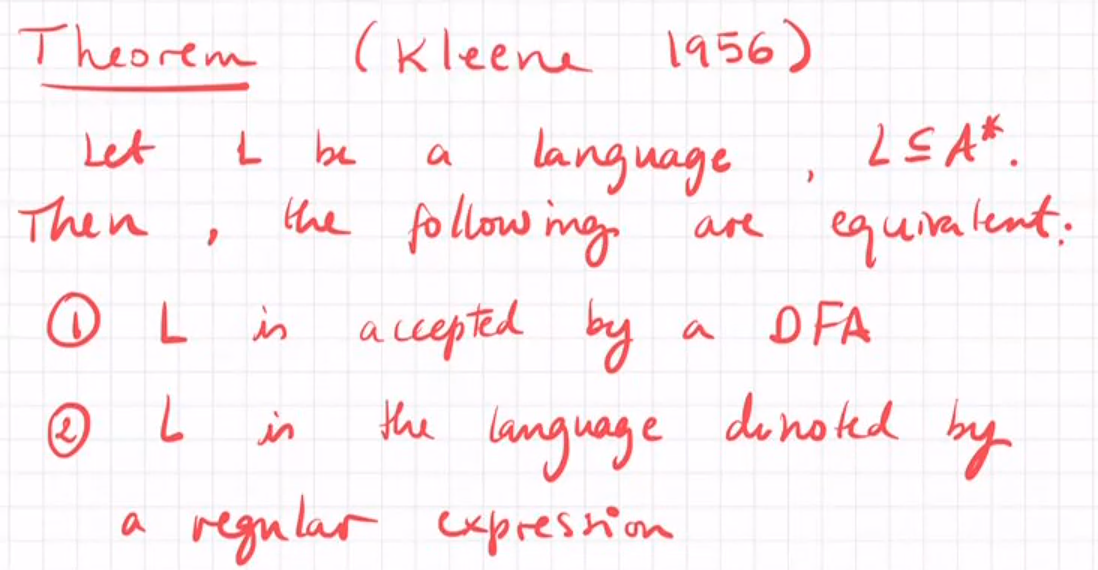 Theorem (Kleene 1956)
Let L be a language, L ⊆ A*.
Then, the following are equivalent:
① L is accepted by a DFA
② L is the language denoted by
a regular expression